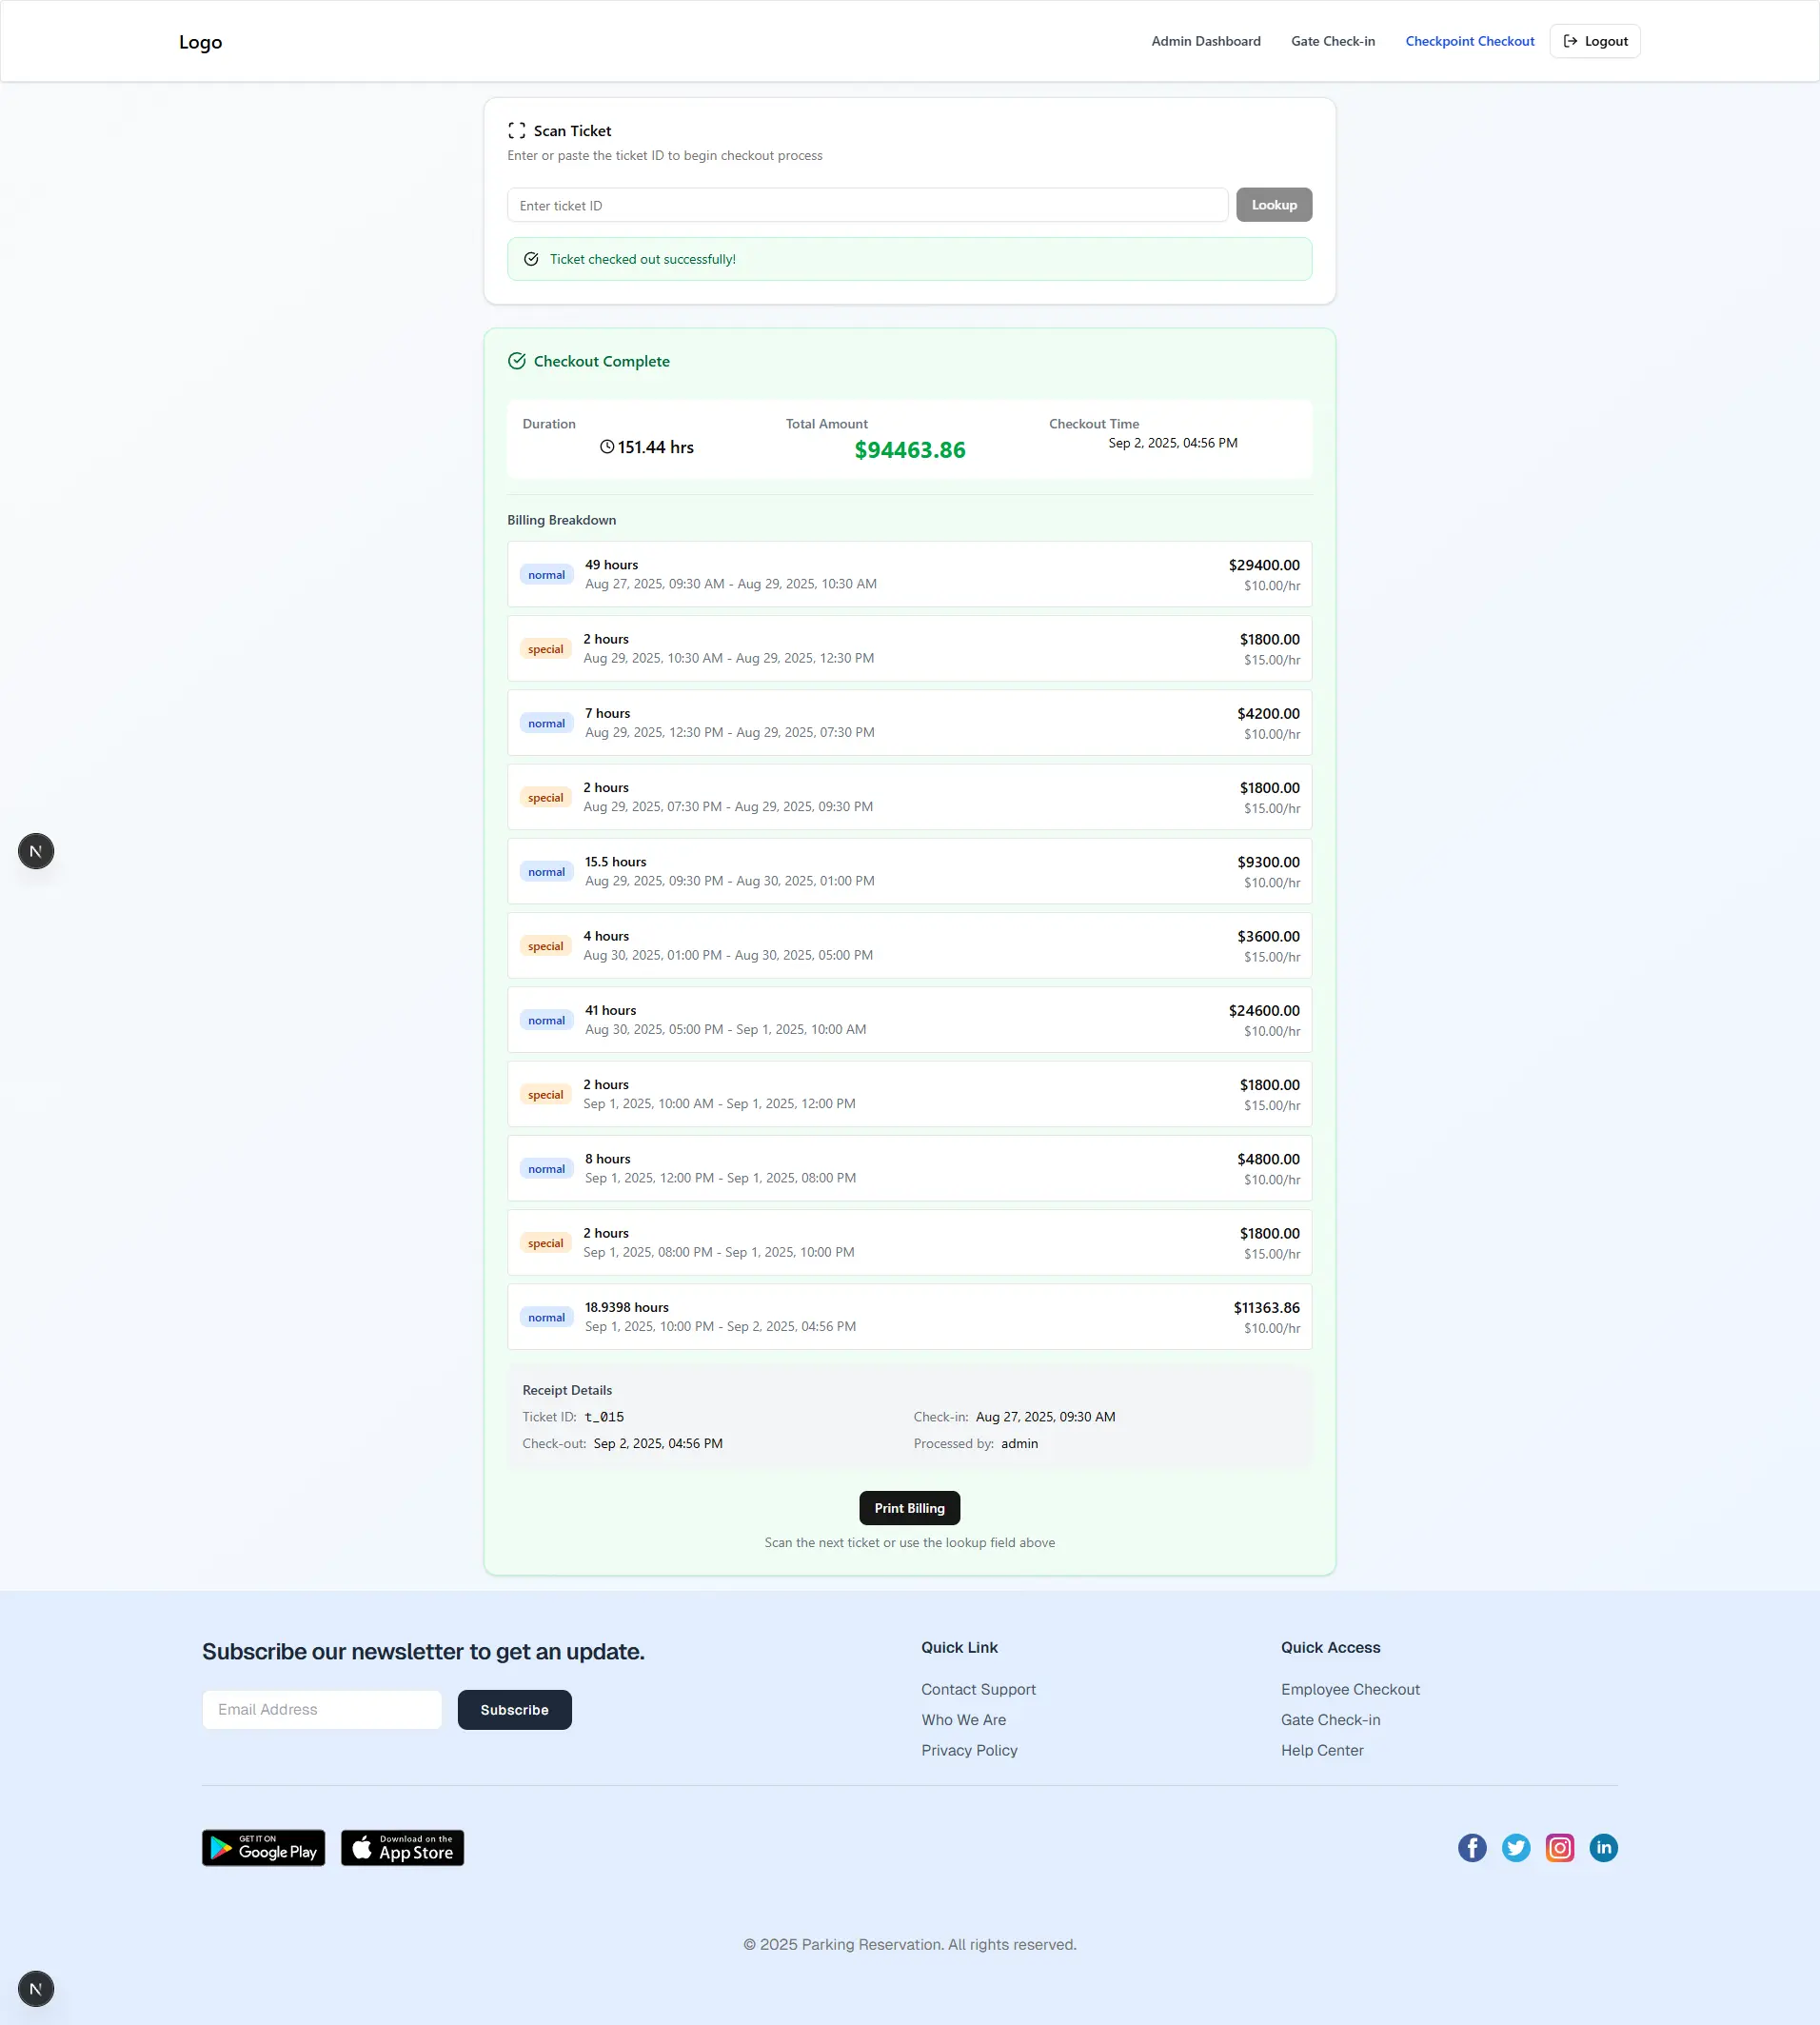 Logo
Admin Dashboard
Gate Check-in
Checkpoint Checkout
Logout
Scan Ticket
Enter or paste the ticket ID to begin checkout process
Enter ticket ID
Lookup
Ticket checked out successfully!
Checkout Complete
Duration
151.44 hrs
Total Amount
$94463.86
Checkout Time
Sep 2, 2025, 04:56 PM
Billing Breakdown
normal
49 hours
Aug 27, 2025, 09:30 AM - Aug 29, 2025, 10:30 AM
$29400.00
$10.00/hr
special
2 hours
Aug 29, 2025, 10:30 AM - Aug 29, 2025, 12:30 PM
$1800.00
$15.00/hr
normal
7 hours
Aug 29, 2025, 12:30 PM - Aug 29, 2025, 07:30 PM
$4200.00
$10.00/hr
special
2 hours
Aug 29, 2025, 07:30 PM - Aug 29, 2025, 09:30 PM
$1800.00
$15.00/hr
normal
15.5 hours
Aug 29, 2025, 09:30 PM - Aug 30, 2025, 01:00 PM
$9300.00
$10.00/hr
special
4 hours
Aug 30, 2025, 01:00 PM - Aug 30, 2025, 05:00 PM
$3600.00
$15.00/hr
normal
41 hours
Aug 30, 2025, 05:00 PM - Sep 1, 2025, 10:00 AM
$24600.00
$10.00/hr
special
2 hours
Sep 1, 2025, 10:00 AM - Sep 1, 2025, 12:00 PM
$1800.00
$15.00/hr
normal
8 hours
Sep 1, 2025, 12:00 PM - Sep 1, 2025, 08:00 PM
$4800.00
$10.00/hr
special
2 hours
Sep 1, 2025, 08:00 PM - Sep 1, 2025, 10:00 PM
$1800.00
$15.00/hr
normal
18.9398 hours
Sep 1, 2025, 10:00 PM - Sep 2, 2025, 04:56 PM
$11363.86
$10.00/hr
Receipt Details
Ticket ID: t_015
Check-in: Aug 27, 2025, 09:30 AM
Check-out: Sep 2, 2025, 04:56 PM
Processed by: admin
Print Billing
Scan the next ticket or use the lookup field above
N
Subscribe our newsletter to get an update.
Email Address
Subscribe
Quick Link
Contact Support
Who We Are
Privacy Policy
Quick Access
Employee Checkout
Gate Check-in
Help Center
GET IT ON
Google Play
Download on the
App Store
f
in
© 2025 Parking Reservation. All rights reserved.
N